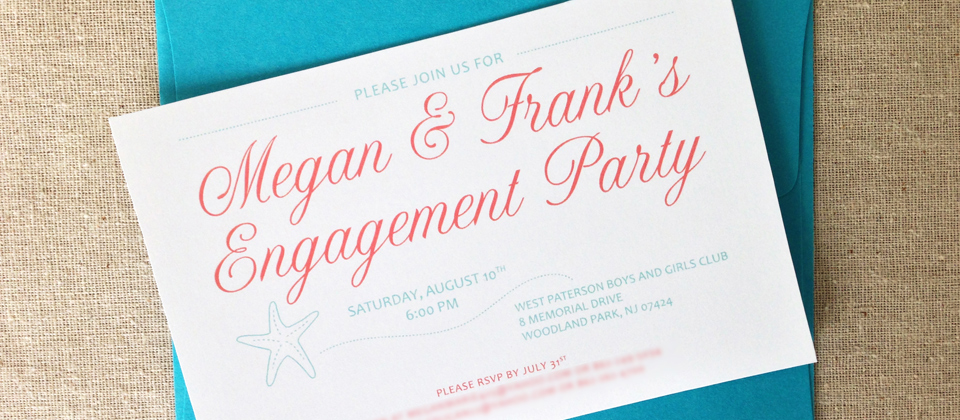 PLEASE JOIN US FOR
Megan & Frank's
Engagement Party
SATURDAY, AUGUST 10TH
6:00 PM
WEST PATERSON BOYS AND GIRLS CLUB
8 MEMORIAL DRIVE
WOODLAND PARK, NJ 07424
PLEASE RSVP BY JULY 31ST